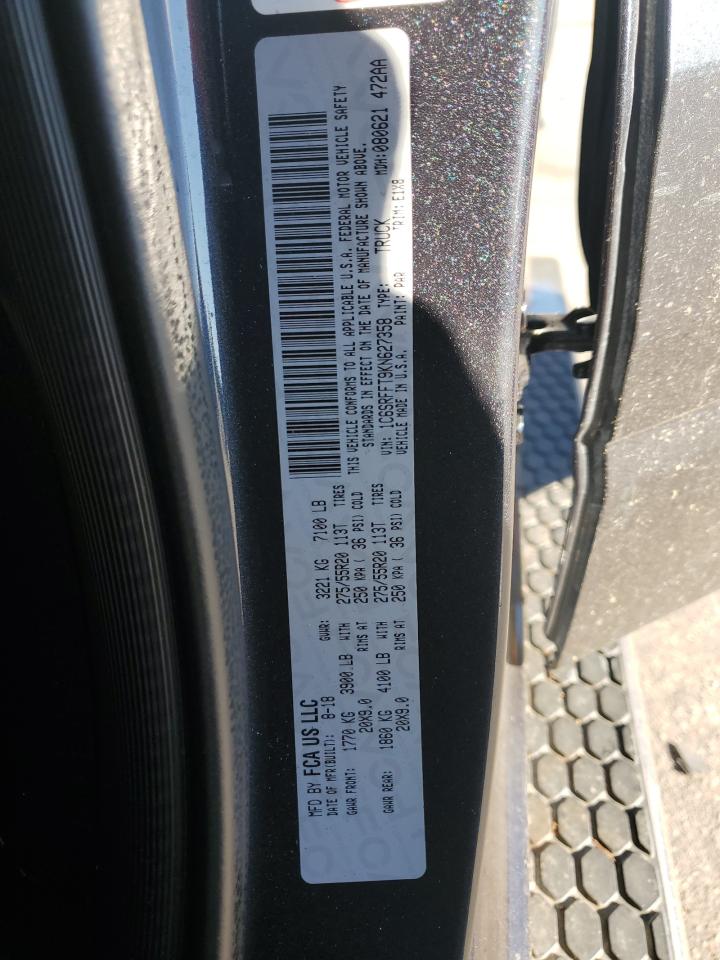 MFD BY FCA US LLC
DATE OF MFR(BUILT): 8-18 GVWR: 3221 KG 7100 LB
GAWR FRONT: 1770 KG 3900 LB WITH 275/55R20 113T TIRES
20X9.0 RIMS AT 250 KPA ( 36 PSI) COLD
GAWR REAR: 1860 KG 4100 LB WITH 275/55R20 113T TIRES
20X9.0 RIMS AT 250 KPA ( 36 PSI) COLD
THIS VEHICLE CONFORMS TO ALL APPLICABLE U.S.A. FEDERAL MOTOR VEHICLE SAFETY
STANDARDS IN EFFECT ON THE DATE OF MANUFACTURE SHOWN ABOVE.
VIN: 1C6SRFFT9KN627358 TYPE: TRUCK MDH:080621 472AA
VEHICLE MADE IN U.S.A. PAINT: PAR TRIM: E1X8